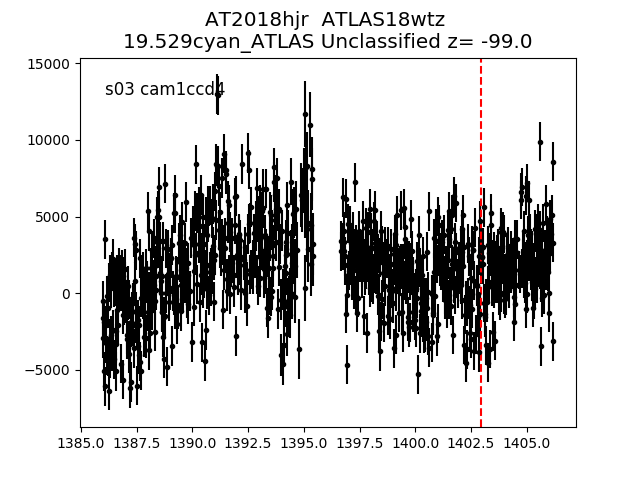 AT2018hjr  ATLAS18wtz
19.529cyan_ATLAS Unclassified z= -99.0
s03 cam1ccd4
15000
10000
5000
0
−5000
1385.0 1387.5 1390.0 1392.5 1395.0 1397.5 1400.0 1402.5 1405.0